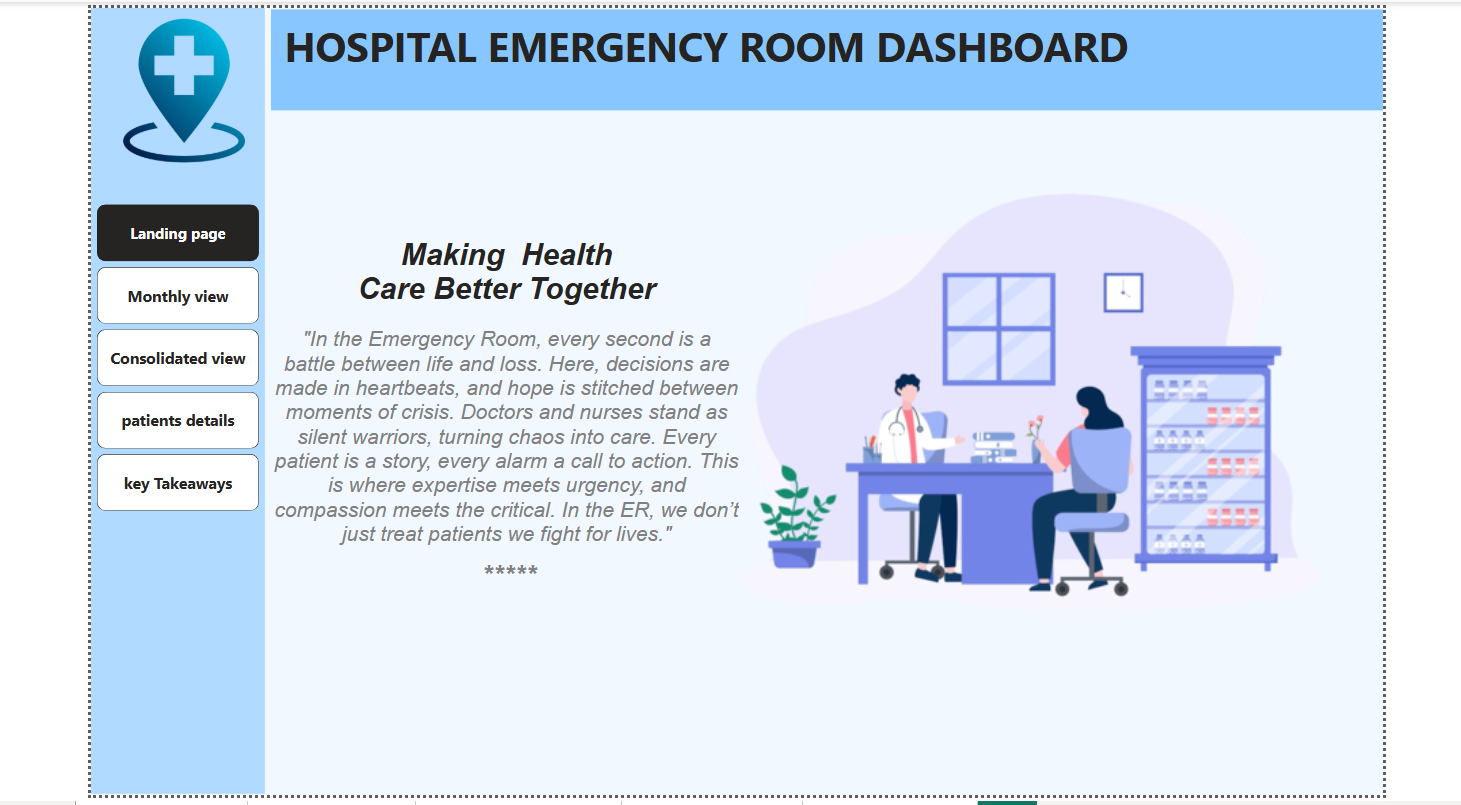 HOSPITAL EMERGENCY ROOM DASHBOARD
Landing page
Monthly view
Consolidated view
patients details
key Takeaways
Making  Health
Care Better Together
"In the Emergency Room, every second is a
battle between life and loss. Here, decisions are
made in heartbeats, and hope is stitched between
moments of crisis. Doctors and nurses stand as
silent warriors, turning chaos into care. Every
patient is a story, every alarm a call to action. This
is where expertise meets urgency, and
compassion meets the critical. In the ER, we don’t
just treat patients we fight for lives."
*****